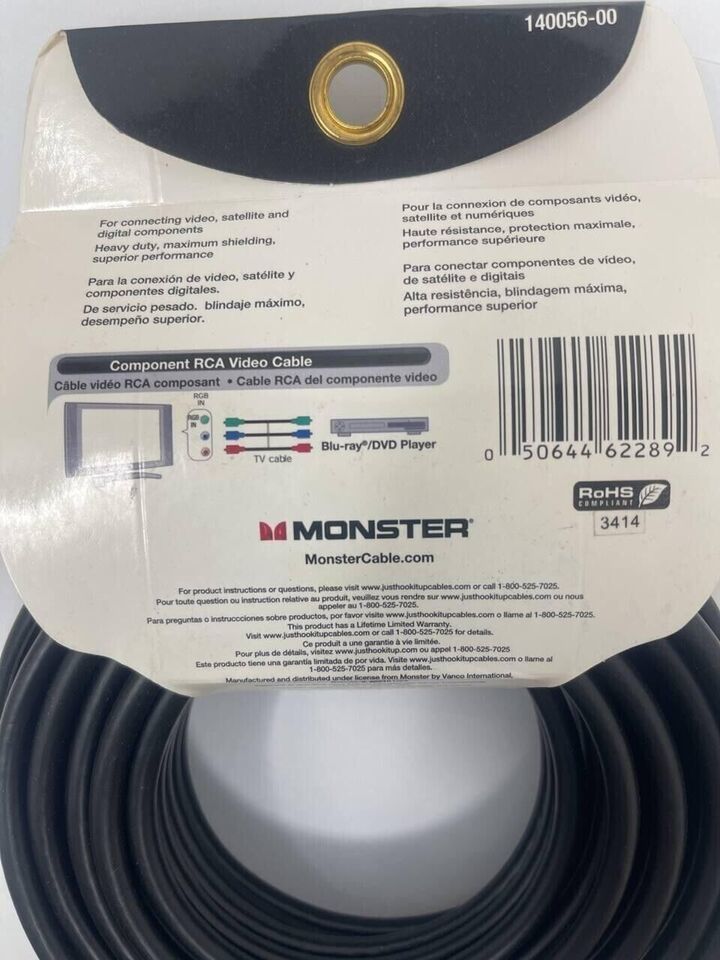 140056-00
For connecting video, satellite and
digital components
Heavy duty, maximum shielding,
superior performance
Para la conexión de video, satélite y
componentes digitales.
De servicio pesado. blindaje máximo,
desempeño superior.
Pour la connexion de composants vidéo,
satellite et numériques
Haute résistance, protection maximale,
performance supérieure
Para conectar componentes de vídeo,
de satélite e digitais
Alta resistência, blindagem máxima,
performance superior
Component RCA Video Cable
Câble vidéo RCA composant • Cable RCA del componente video
RGB
IN
RGB
IN
TV cable
Blu-ray®/DVD Player
0 50644 62289 2
RoHS
COMPLIANT
3414
MONSTER®
MonsterCable.com
For product instructions or questions, please visit www.justhookitupcables.com or call 1-800-525-7025.
Pour toute question ou instruction relative au produit, veuillez vous rendre sur www.justhookitupcables.com ou nous
appeler au 1-800-525-7025.
Para preguntas o instruccciones sobre productos, por favor visite www.justhookitupcables.com o llame al 1-800-525-7025.
This product has a Lifetime Limited Warranty.
Visit www.justhookitupcables.com or call 1-800-525-7025 for details.
Ce produit a une garantie à vie limitée.
Pour plus de détails, visitez www.justhookitup.com ou appel 1-800-525-7025
Este producto tiene una garantía limitada de por vida. Visite www.justhookitupcables.com o llame al
1-800-525-7025 para más detalles.
Manufactured and distributed under license from Monster by Vanco International,